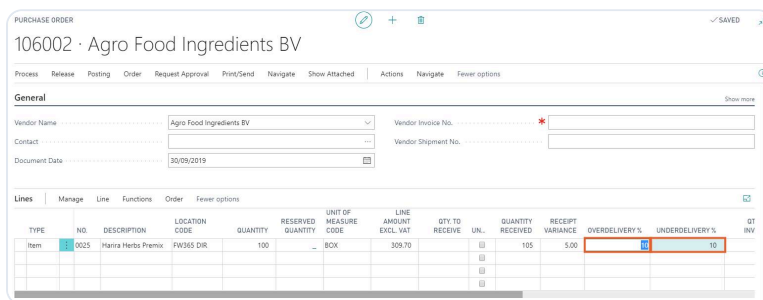 PURCHASE ORDER
SAVED
106002 · Agro Food Ingredients BV
Process Release Posting Order Request Approval Print/Send Navigate Show Attached Actions Navigate Fewer options
General
Show more
Vendor Name Agro Food Ingredients BV Vendor Invoice No. *
Contact Vendor Shipment No.
Document Date 30/09/2019
Lines Manage Line Functions Order Fewer options
TYPE NO. DESCRIPTION LOCATION CODE QUANTITY RESERVED QUANTITY UNIT OF MEASURE CODE LINE AMOUNT EXCL. VAT QTY. TO RECEIVE UN... QUANTITY RECEIVED RECEIPT VARIANCE OVERDELIVERY % UNDERDELIVERY % QT INV
Item 0025 Harira Herbs Premix FW365 DIR 100 _ BOX 309.70 105 5.00 10 10